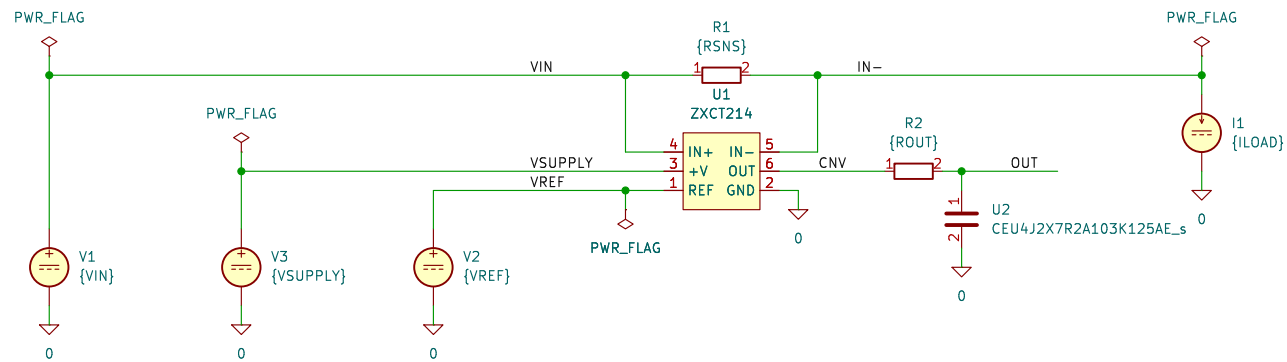 PWR_FLAG
PWR_FLAG
R1
{RSNS}
VIN
1
2
IN-
U1
ZXCT214
PWR_FLAG
I1
{ILOAD}
R2
{ROUT}
4 IN+ IN- 5
VSUPPLY
3 +V OUT 6
CNV
1
2
OUT
VREF
1 REF GND 2
0
1
2
U2
CEU4J2X7R2A103K125AE_s
0
0
PWR_FLAG
V1
{VIN}
V3
{VSUPPLY}
V2
{VREF}
0
0
0